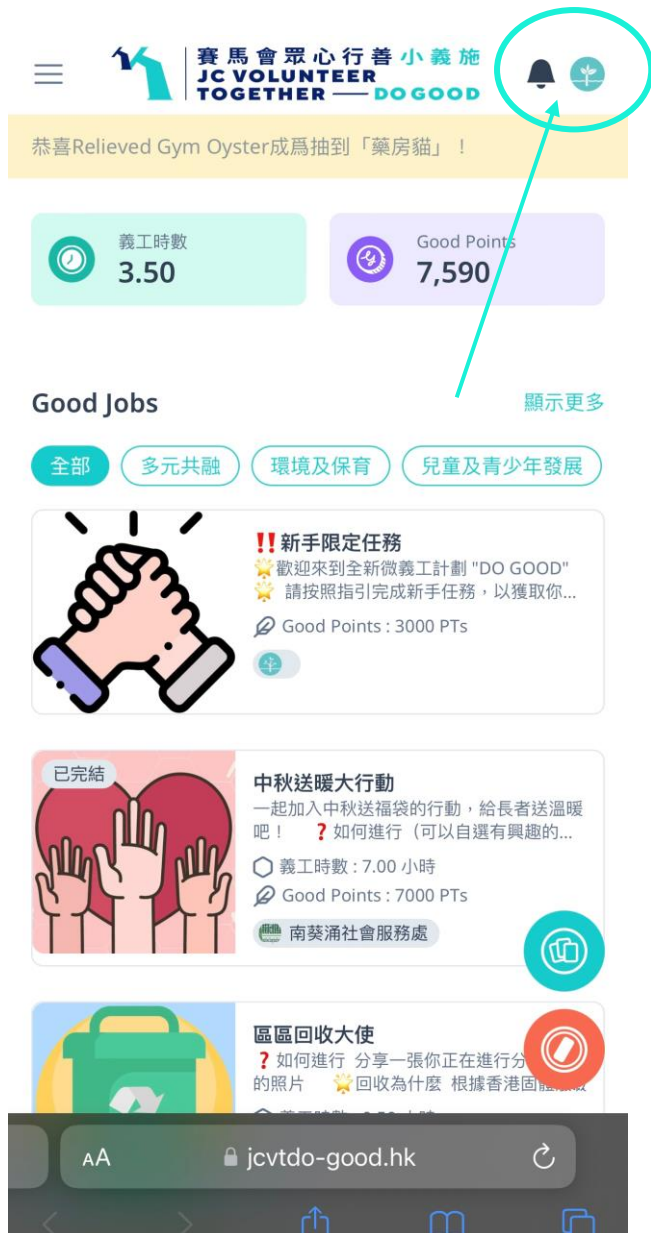 賽馬會眾心行善小義施
JC VOLUNTEER
TOGETHER — DO GOOD
恭喜Relieved Gym Oyster成爲抽到「藥房貓」！
義工時數
3.50
Good Points
7,590
Good Jobs
顯示更多
全部
多元共融
環境及保育
兒童及青少年發展
‼️新手限定任務
🌟歡迎來到全新微義工計劃 "DO GOOD"
🌟 請按照指引完成新手任務，以獲取你...
Good Points : 3000 PTs
已完結
中秋送暖大行動
一起加入中秋送福袋的行動，給長者送溫暖
吧！ ❓如何進行（可以自選有興趣的...
義工時數 : 7.00 小時
Good Points : 7000 PTs
南葵涌社會服務處
區區回收大使
❓如何進行 分享一張你正在進行分
的照片 🌟回收為什麼 根據香港固體
AA
jcvtdo-good.hk